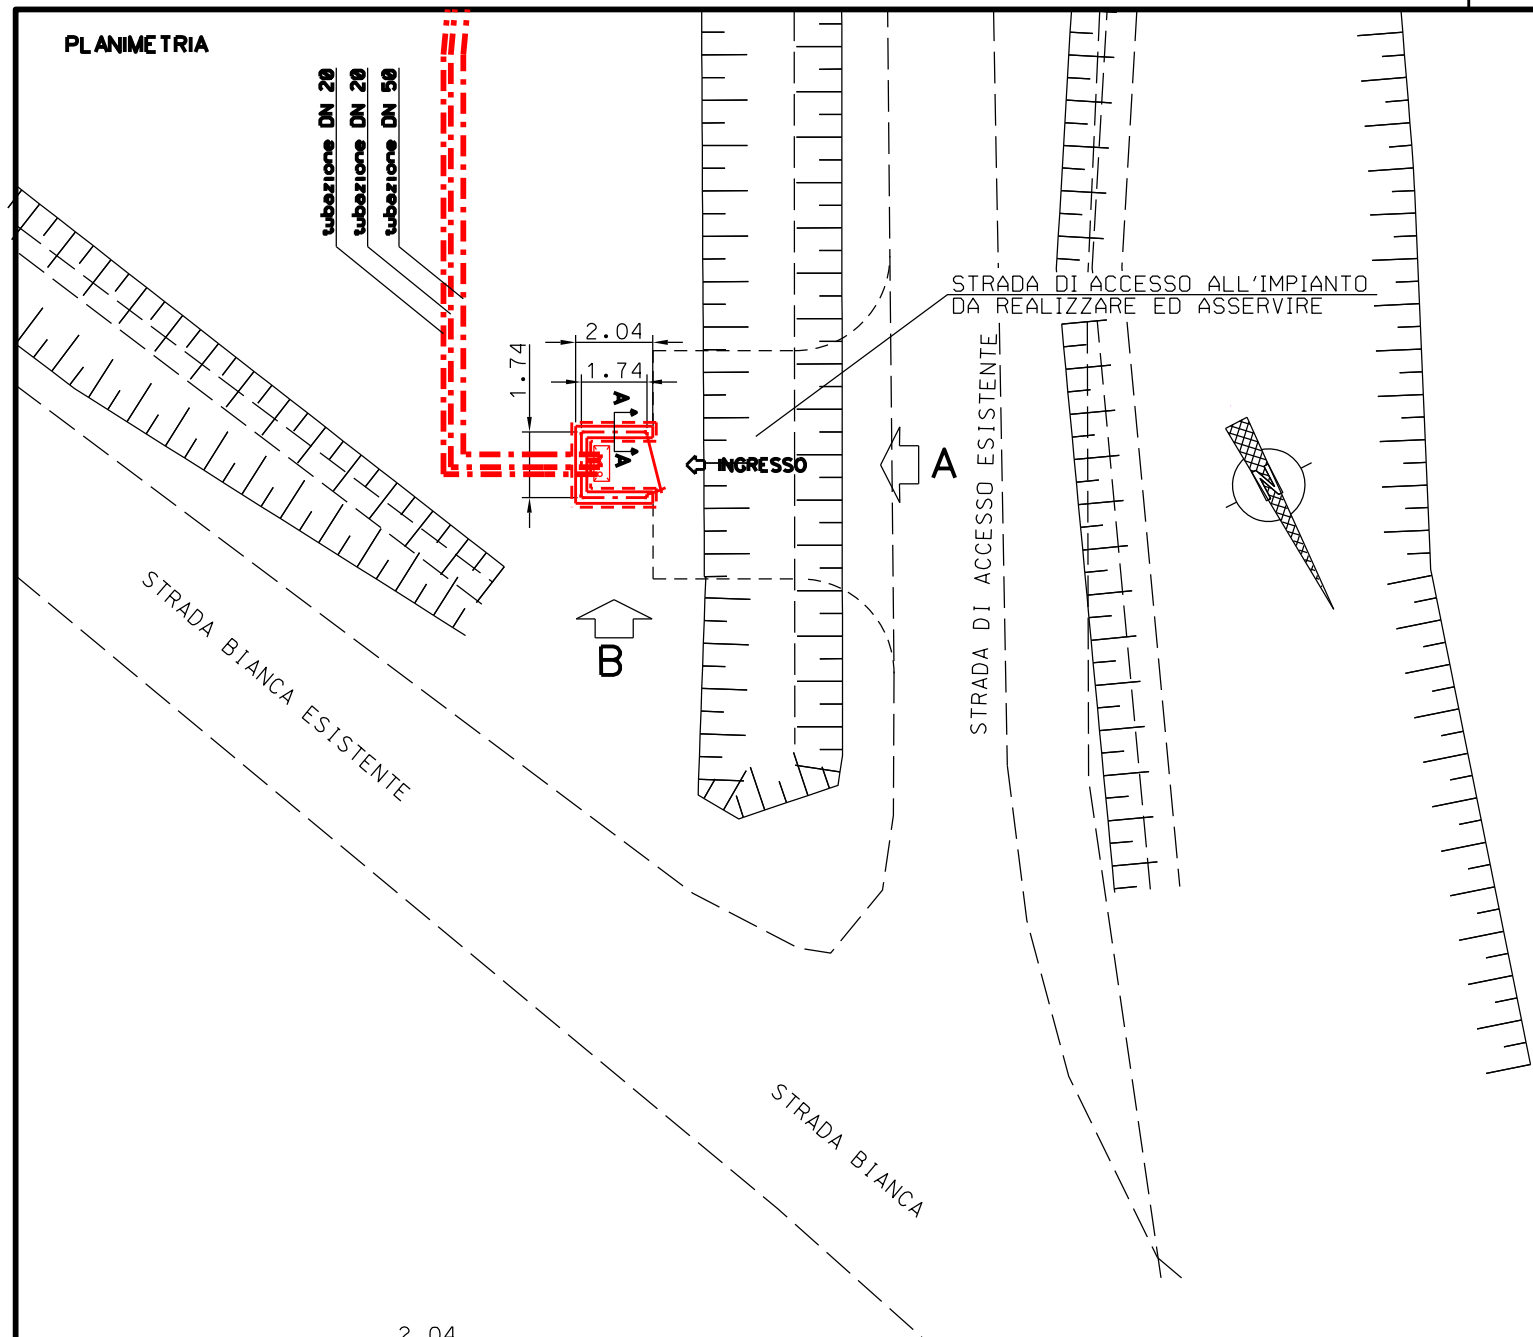 PLANIMETRIA
tubazione DN 20
tubazione DN 20
tubazione DN 50
STRADA DI ACCESSO ALL'IMPIANTO
DA REALIZZARE ED ASSERVIRE
2.04
1.74
1.74
A
A
INGRESSO
A
STRADA DI ACCESSO ESISTENTE
N
B
STRADA BIANCA ESISTENTE
STRADA BIANCA
2.04